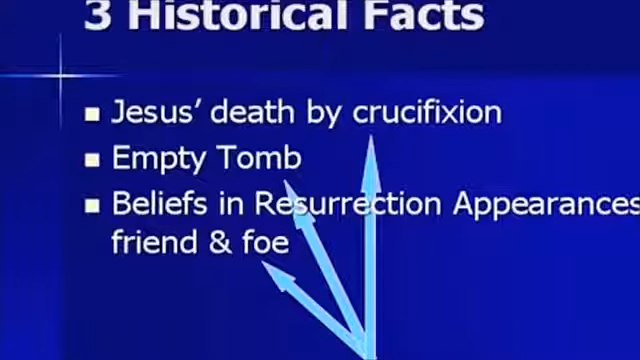 3 Historical Facts
Jesus’ death by crucifixion
Empty Tomb
Beliefs in Resurrection Appearances
friend & foe